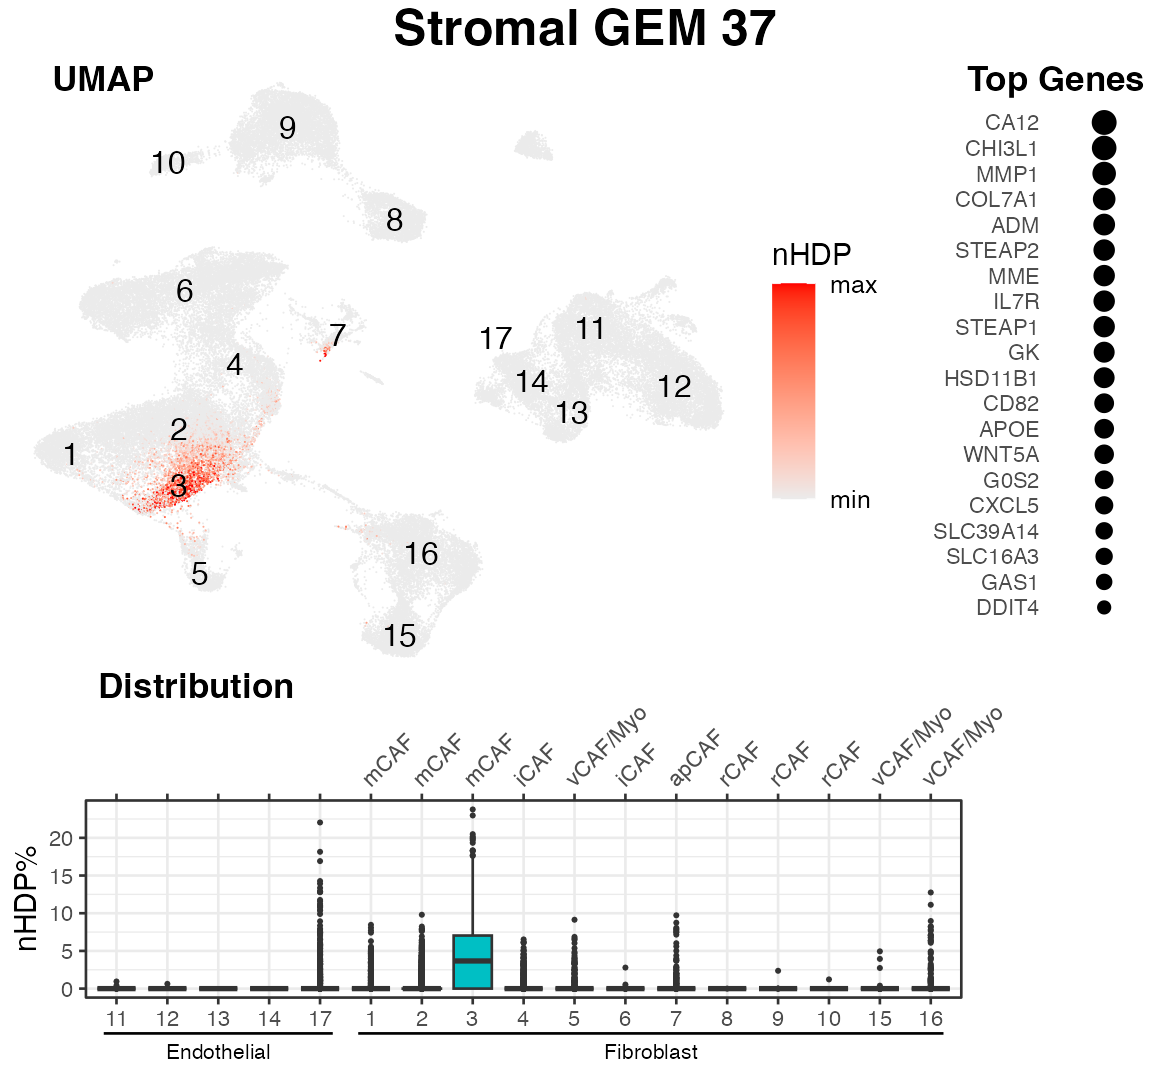 Stromal GEM 37
UMAP
9
10
8
6
7
4
2
1
3
5
16
15
17
11
14
12
13
nHDP
max
min
Top Genes
CA12
CHI3L1
MMP1
COL7A1
ADM
STEAP2
MME
IL7R
STEAP1
GK
HSD11B1
CD82
APOE
WNT5A
G0S2
CXCL5
SLC39A14
SLC16A3
GAS1
DDIT4
Distribution
mCAF
mCAF
mCAF
iCAF
vCAF/Myo
iCAF
apCAF
rCAF
rCAF
rCAF
vCAF/Myo
vCAF/Myo
nHDP%
20
15
10
5
0
11 12 13 14 17 1 2 3 4 5 6 7 8 9 10 15 16
Endothelial Fibroblast